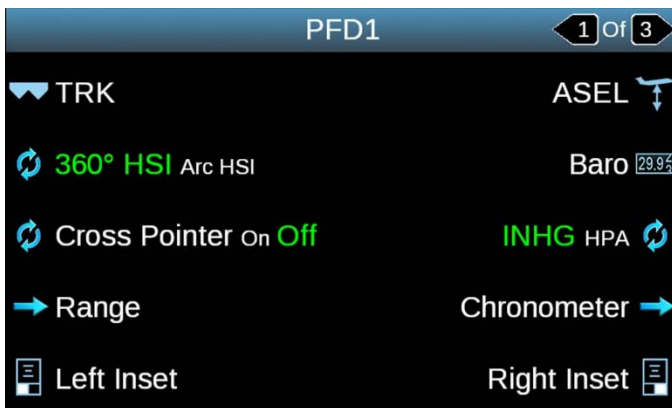 PFD1 1 Of 3
TRK ASEL
360° HSI Arc HSI Baro
Cross Pointer On Off INHG HPA
Range Chronometer
Left Inset Right Inset